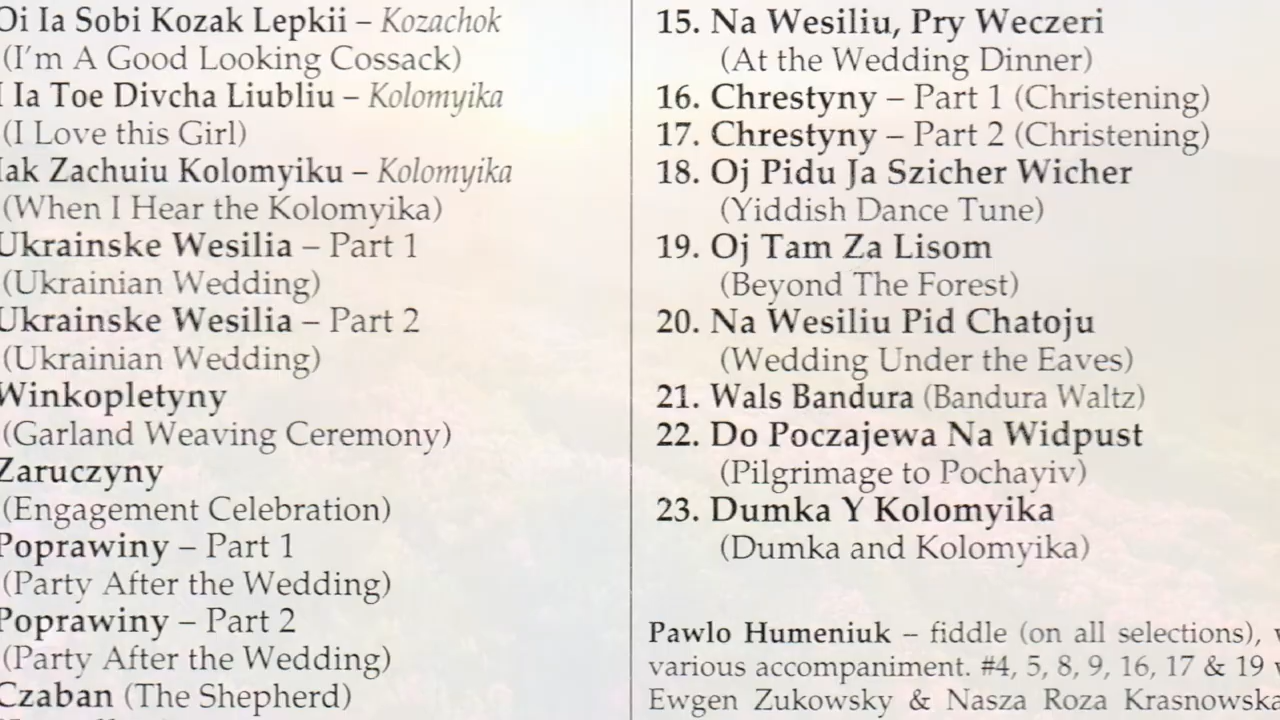 Oi Ia Sobi Kozak Lepkii – Kozachok
(I'm A Good Looking Cossack)
I Ia Toe Divcha Liubliu – Kolomyika
(I Love this Girl)
Iak Zachuiu Kolomyiku – Kolomyika
(When I Hear the Kolomyika)
Ukrainske Wesilia – Part 1
(Ukrainian Wedding)
Ukrainske Wesilia – Part 2
(Ukrainian Wedding)
Winkopletyny
(Garland Weaving Ceremony)
Zaruczyny
(Engagement Celebration)
Poprawiny – Part 1
(Party After the Wedding)
Poprawiny – Part 2
(Party After the Wedding)
Czaban (The Shepherd)
15. Na Wesiliu, Pry Weczeri
(At the Wedding Dinner)
16. Chrestyny – Part 1 (Christening)
17. Chrestyny – Part 2 (Christening)
18. Oj Pidu Ja Szicher Wicher
(Yiddish Dance Tune)
19. Oj Tam Za Lisom
(Beyond The Forest)
20. Na Wesiliu Pid Chatoju
(Wedding Under the Eaves)
21. Wals Bandura (Bandura Waltz)
22. Do Poczajewa Na Widpust
(Pilgrimage to Pochayiv)
23. Dumka Y Kolomyika
(Dumka and Kolomyika)
Pawlo Humeniuk – fiddle (on all selections),
various accompaniment. #4, 5, 8, 9, 16, 17 & 19
Ewgen Zukowsky & Nasza Roza Krasnowska